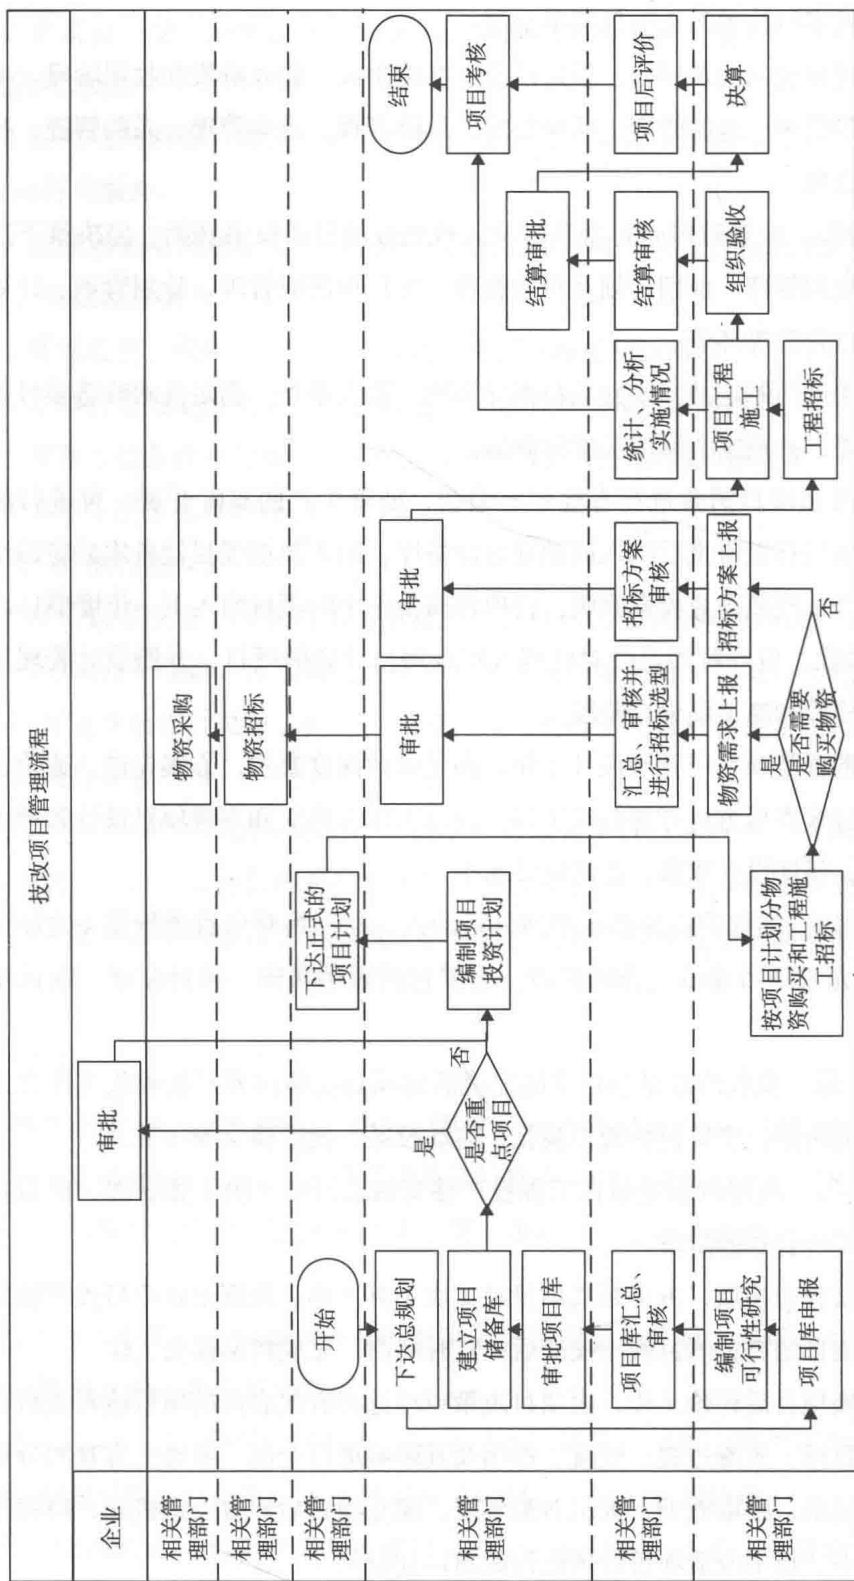 技改项目管理流程
企业
审批
相关管
理部门
物资采购
相关管
理部门
物资招标
相关管
理部门
开始
下达正式的
项目计划
相关管
理部门
下达总规划
建立项目
储备库
审批项目库
是
是否重
点项目
否
编制项目
投资计划
审批
审批
结算审批
项目考核
结束
相关管
理部门
项目库汇总、
审核
汇总、审核并
进行招标选型
招标方案
审核
统计、分析
实施情况
结算审核
项目后评价
相关管
理部门
编制项目
可行性研究
项目库申报
按项目计划分物
资购买和工程施
工招标
物资需求上报
招标方案上报
是
是否需要
购买物资
否
项目工程
施工
工程招标
组织验收
决算